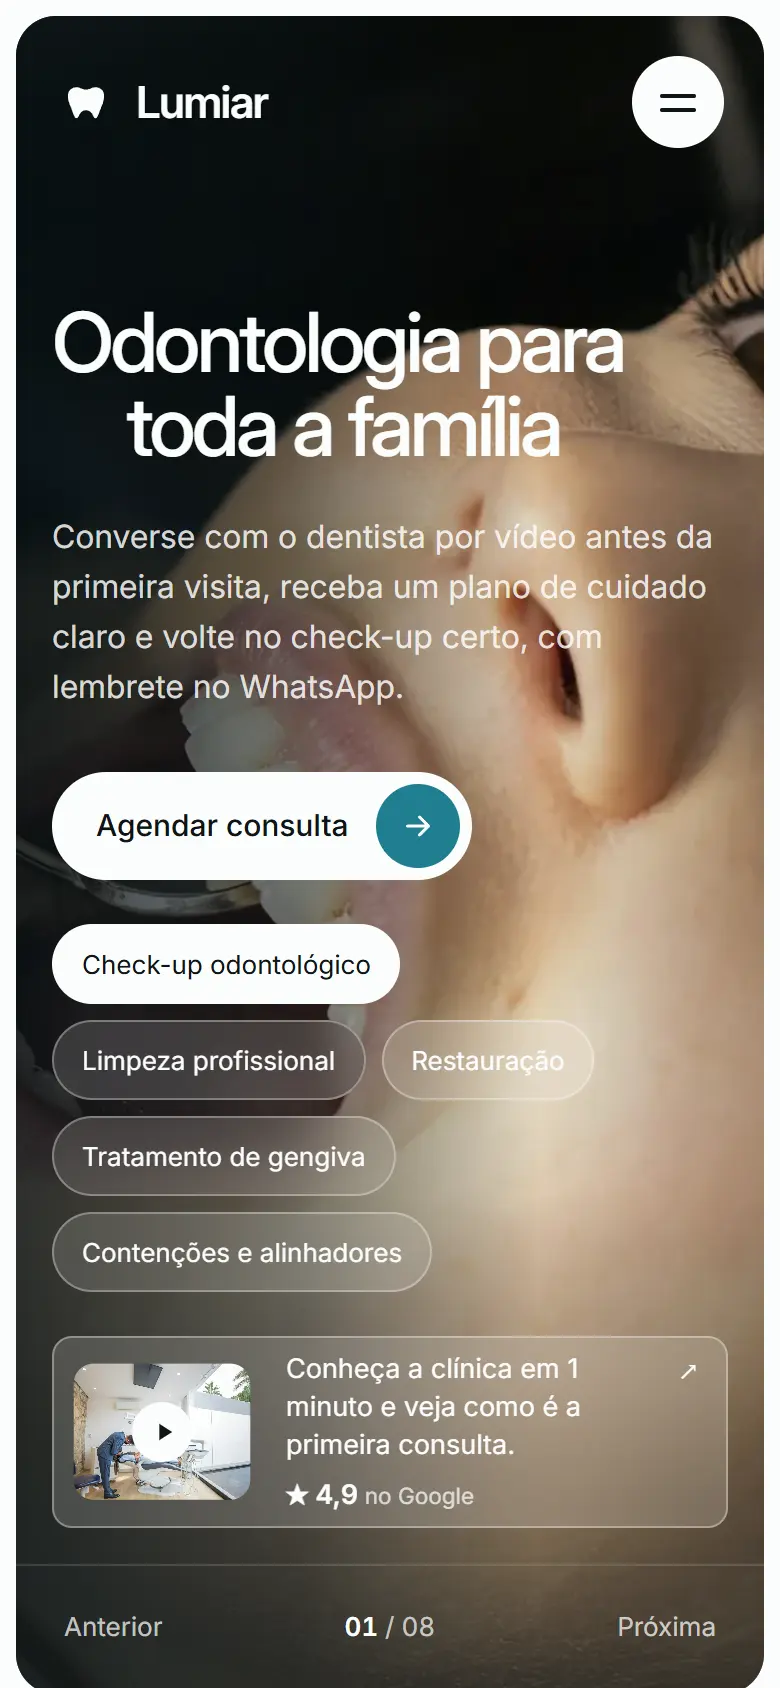 Lumiar
Odontologia para
toda a família
Converse com o dentista por vídeo antes da
primeira visita, receba um plano de cuidado
claro e volte no check-up certo, com
lembrete no WhatsApp.
Agendar consulta
Check-up odontológico
Limpeza profissional
Restauração
Tratamento de gengiva
Contenções e alinhadores
Conheça a clínica em 1
minuto e veja como é a
primeira consulta.
★ 4,9 no Google
Anterior
01 / 08
Próxima